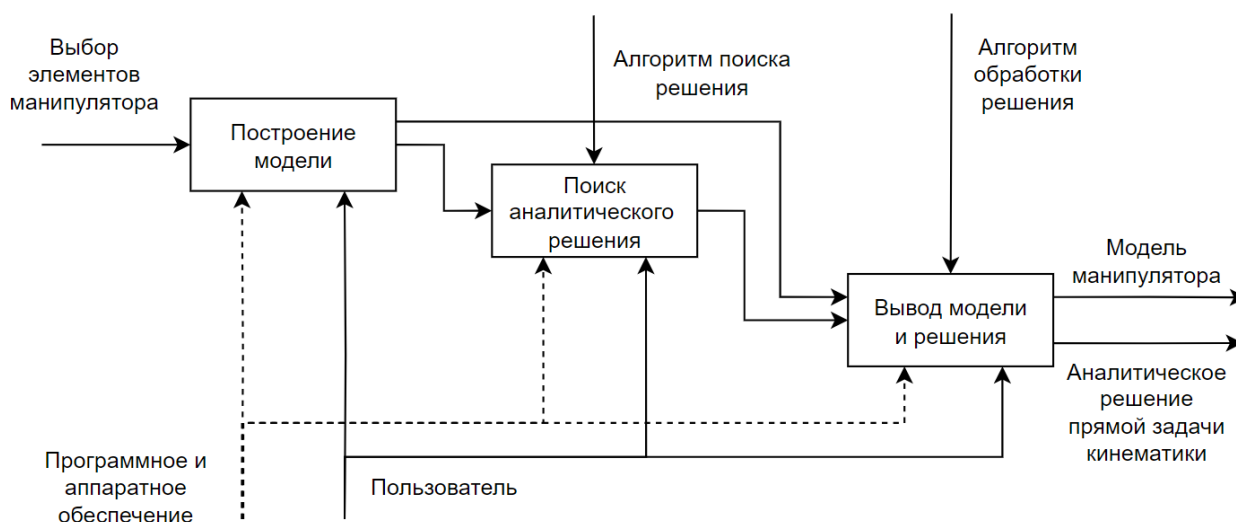 Выбор
элементов
манипулятора
Построение
модели
Алгоритм поиска
решения
Поиск
аналитического
решения
Алгоритм
обработки
решения
Вывод модели
и решения
Модель
манипулятора
Аналитическое
решение
прямой задачи
кинематики
Программное и
аппаратное
обеспечение
Пользователь